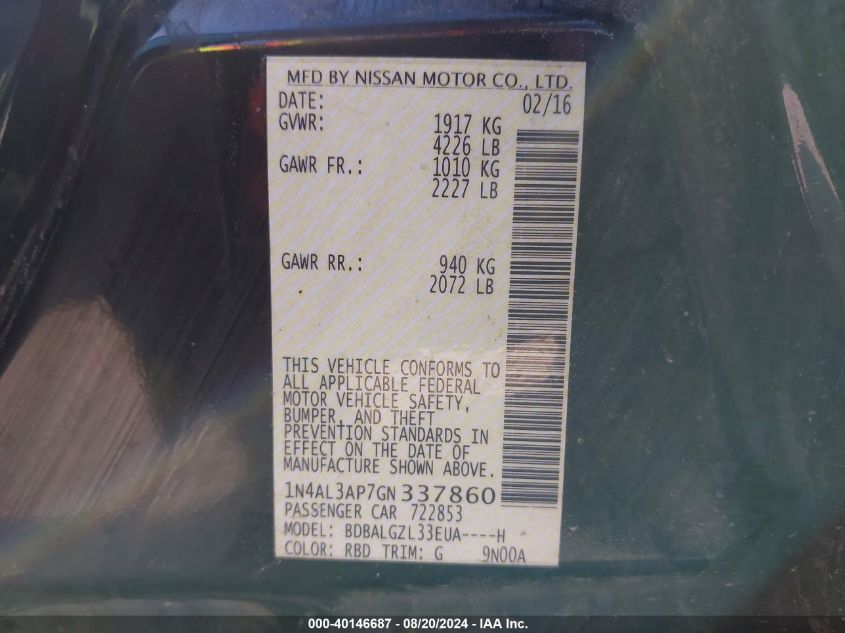 MFD BY NISSAN MOTOR CO., LTD.
DATE: 02/16
GVWR: 1917 KG
4226 LB
GAWR FR.: 1010 KG
2227 LB
GAWR RR.: 940 KG
2072 LB
THIS VEHICLE CONFORMS TO
ALL APPLICABLE FEDERAL
MOTOR VEHICLE SAFETY,
BUMPER, AND THEFT
PREVENTION STANDARDS IN
EFFECT ON THE DATE OF
MANUFACTURE SHOWN ABOVE.
1N4AL3AP7GN 337860
PASSENGER CAR 722853
MODEL: BDBALGZL33EUA----H
COLOR: RBD TRIM: G 9N00A
000-40146687 - 08/20/2024 - IAA Inc.